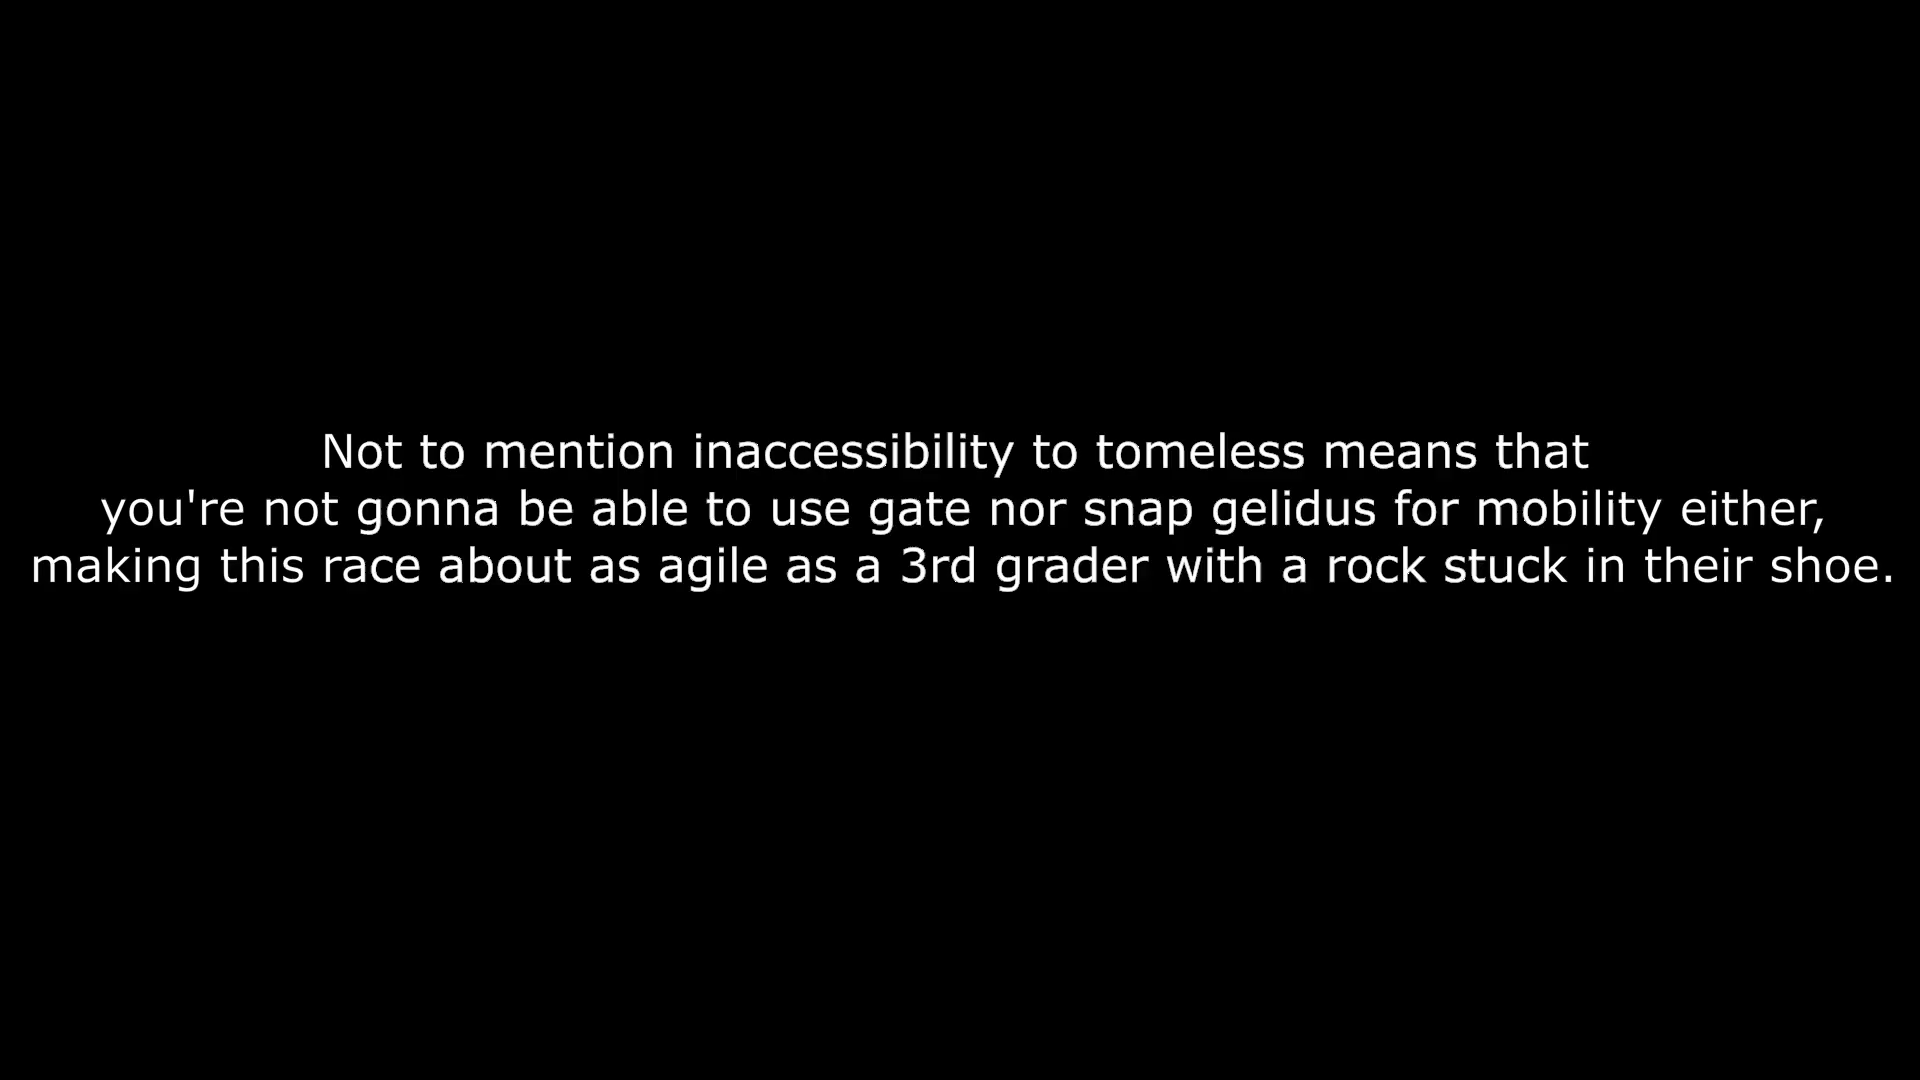 Not to mention inaccessibility to tomeless means that
you're not gonna be able to use gate nor snap gelidus for mobility either,
making this race about as agile as a 3rd grader with a rock stuck in their shoe.